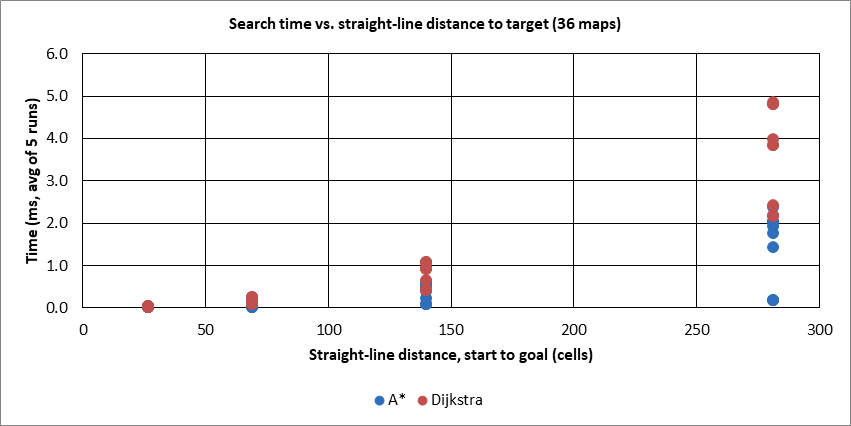 Search time vs. straight-line distance to target (36 maps)
Time (ms, avg of 5 runs)
6.0
5.0
4.0
3.0
2.0
1.0
0.0
0 50 100 150 200 250 300
Straight-line distance, start to goal (cells)
A* Dijkstra